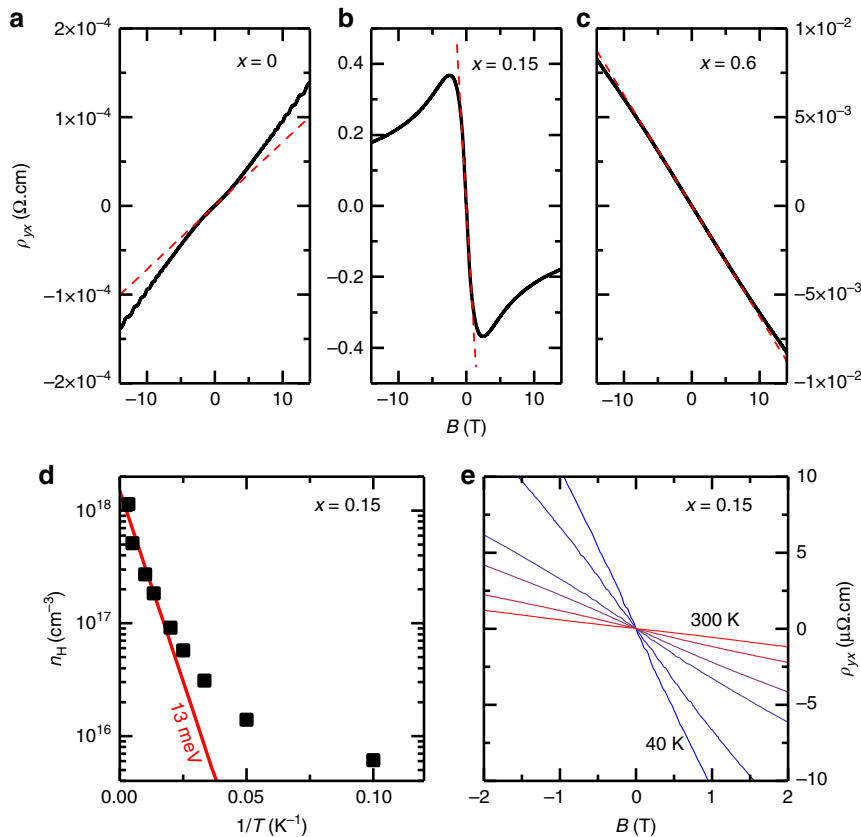 a
b
c
2×10⁻⁴
1×10⁻⁴
0
−1×10⁻⁴
−2×10⁻⁴
ρyx (Ω.cm)
x = 0
−10 0 10
0.4
0.2
0.0
−0.2
−0.4
x = 0.15
−10 0 10
B (T)
x = 0.6
−10 0 10
1×10⁻²
5×10⁻³
0
−5×10⁻³
−1×10⁻²
d
10¹⁸
10¹⁷
10¹⁶
nH (cm⁻³)
x = 0.15
13 meV
0.00 0.05 0.10
1/T (K⁻¹)
e
x = 0.15
300 K
40 K
10
5
0
−5
−10
ρyx (μΩ.cm)
−2 −1 0 1 2
B (T)